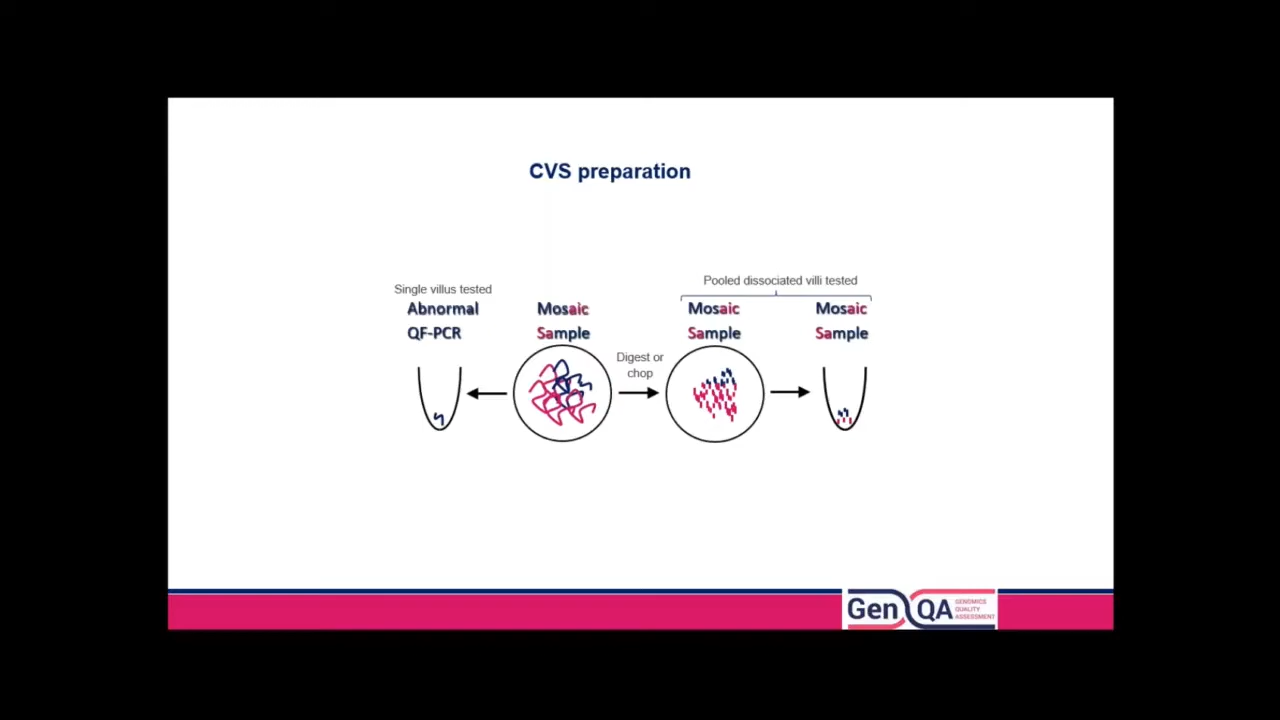 CVS preparation
Pooled dissociated villi tested
Single villus tested
Abnormal
QF-PCR
Mosaic
Sample
Digest or
chop
Mosaic
Sample
Mosaic
Sample
GenQA
GENOMICS
QUALITY
ASSESSMENT